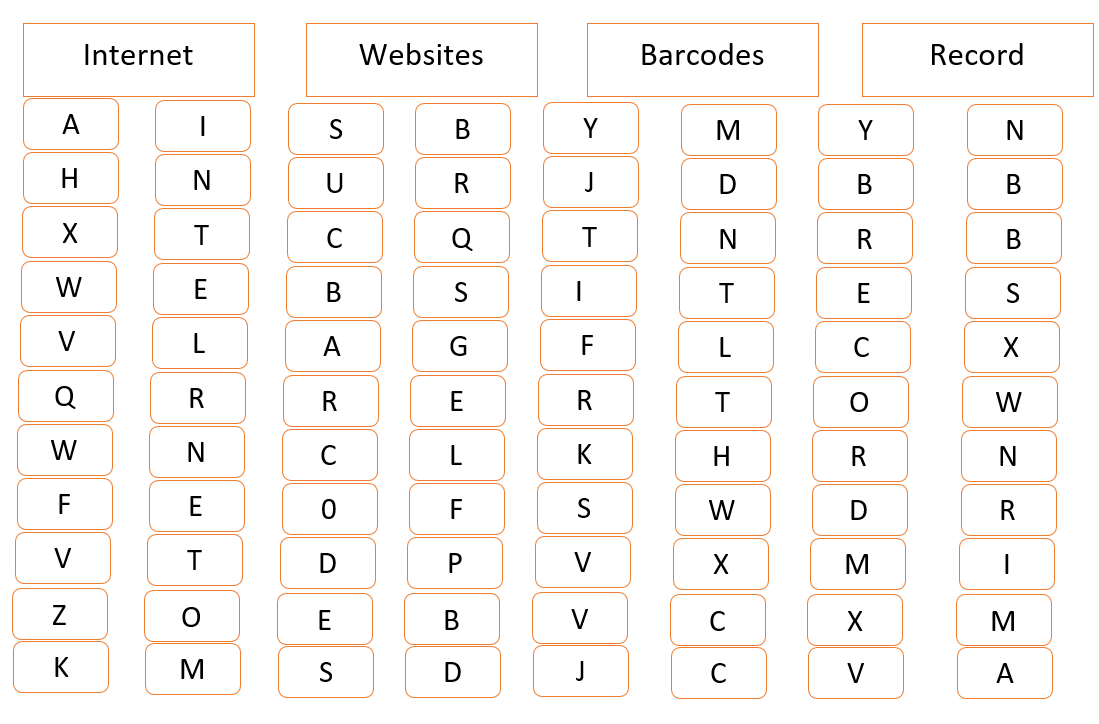 Internet Websites Barcodes Record
A I S B Y M Y N
H N U R J D B B
X T C Q T N R B
W E B S I T E S
V L A G F L C X
Q R R E R T O W
W N C L K H R N
F E 0 F S W D R
V T D P V X M I
Z O E B V C X M
K M S D J C V A